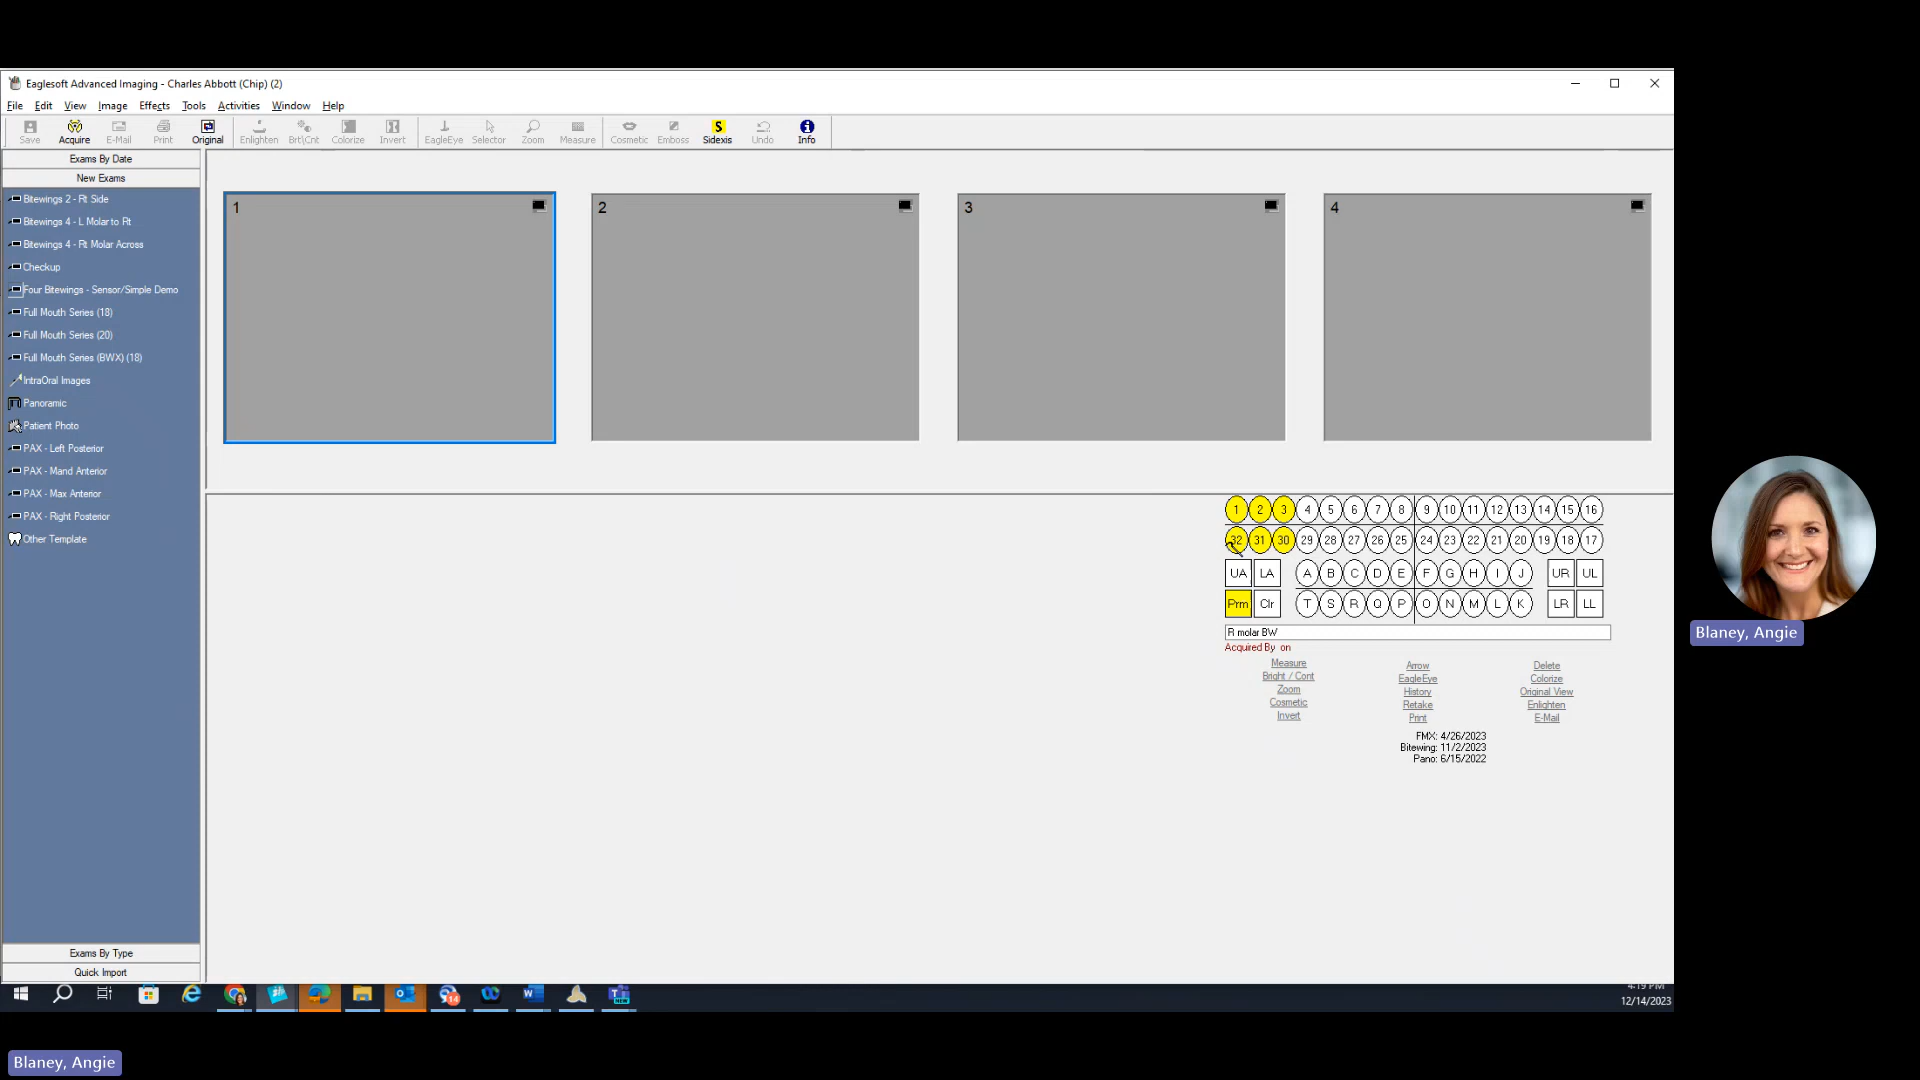 Eaglesoft Advanced Imaging - Charles Abbott (Chip) (2)
File Edit View Image Effects Tools Activities Window Help
Save Acquire E-Mail Print Original Enlighten Brt\Cnt Colorize Invert EagleEye Selector Zoom Measure Cosmetic Emboss Sidexis Undo Info
Exams By Date
New Exams
Bitewings 2 - Rt Side
Bitewings 4 - L Molar to Rt
Bitewings 4 - Rt Molar Across
Checkup
Four Bitewings - Sensor/Simple Demo
Full Mouth Series (18)
Full Mouth Series (20)
Full Mouth Series (BWX) (18)
IntraOral Images
Panoramic
Patient Photo
PAX - Left Posterior
PAX - Mand Anterior
PAX - Max Anterior
PAX - Right Posterior
Other Template
Exams By Type
Quick Import
1 2 3 4
1 2 3 4 5 6 7 8 9 10 11 12 13 14 15 16
32 31 30 29 28 27 26 25 24 23 22 21 20 19 18 17
UA LA A B C D E F G H I J UR UL
Prm Clr T S R Q P O N M L K LR LL
R molar BW
Acquired By on
Measure Arrow Delete
Bright / Cont EagleEye Colorize
Zoom History Original View
Cosmetic Retake Enlighten
Invert Print E-Mail
FMX: 4/26/2023
Bitewing: 11/2/2023
Pano: 6/15/2022
14
NEW
4:19 PM
12/14/2023
Blaney, Angie
Blaney, Angie